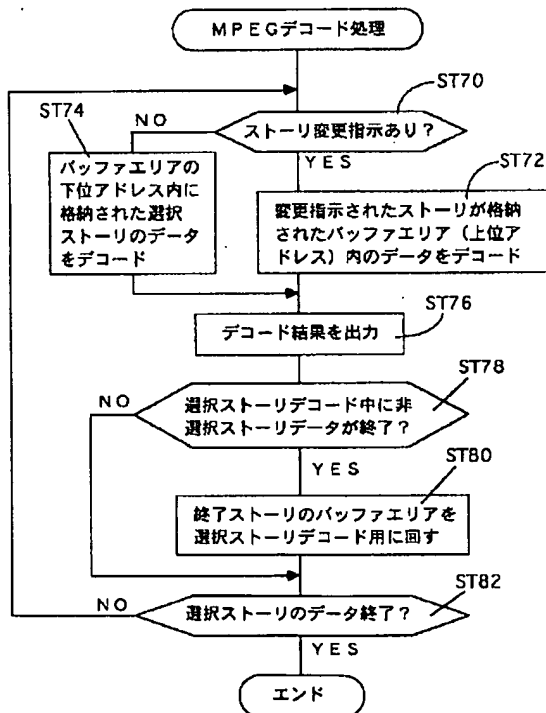 MPEGデコード処理
ST70
ストーリ変更指示あり?
NO
YES
ST74
バッファエリアの
下位アドレス内に
格納された選択
ストーリのデータ
をデコード
ST72
変更指示されたストーリが格納
されたバッファエリア(上位ア
ドレス)内のデータをデコード
ST76
デコード結果を出力
ST78
選択ストーリデコード中に非
選択ストーリデータが終了?
NO
YES
ST80
終了ストーリのバッファエリアを
選択ストーリデコード用に回す
ST82
選択ストーリのデータ終了?
NO
YES
エンド